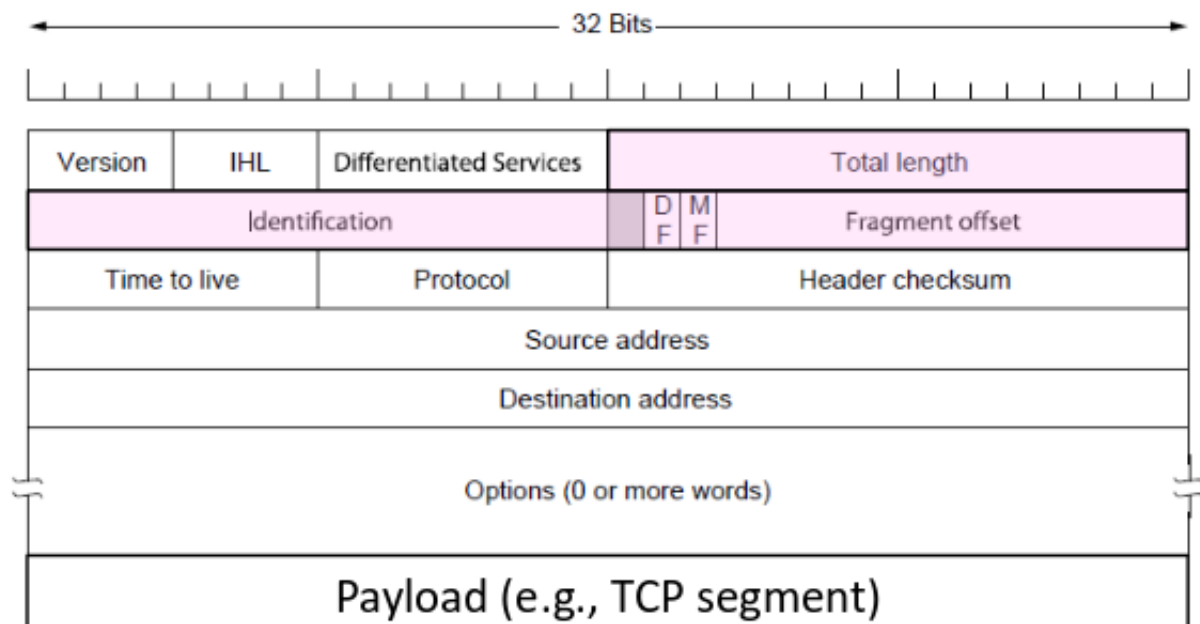 32 Bits
Version IHL Differentiated Services Total length
Identification D F M F Fragment offset
Time to live Protocol Header checksum
Source address
Destination address
Options (0 or more words)
Payload (e.g., TCP segment)